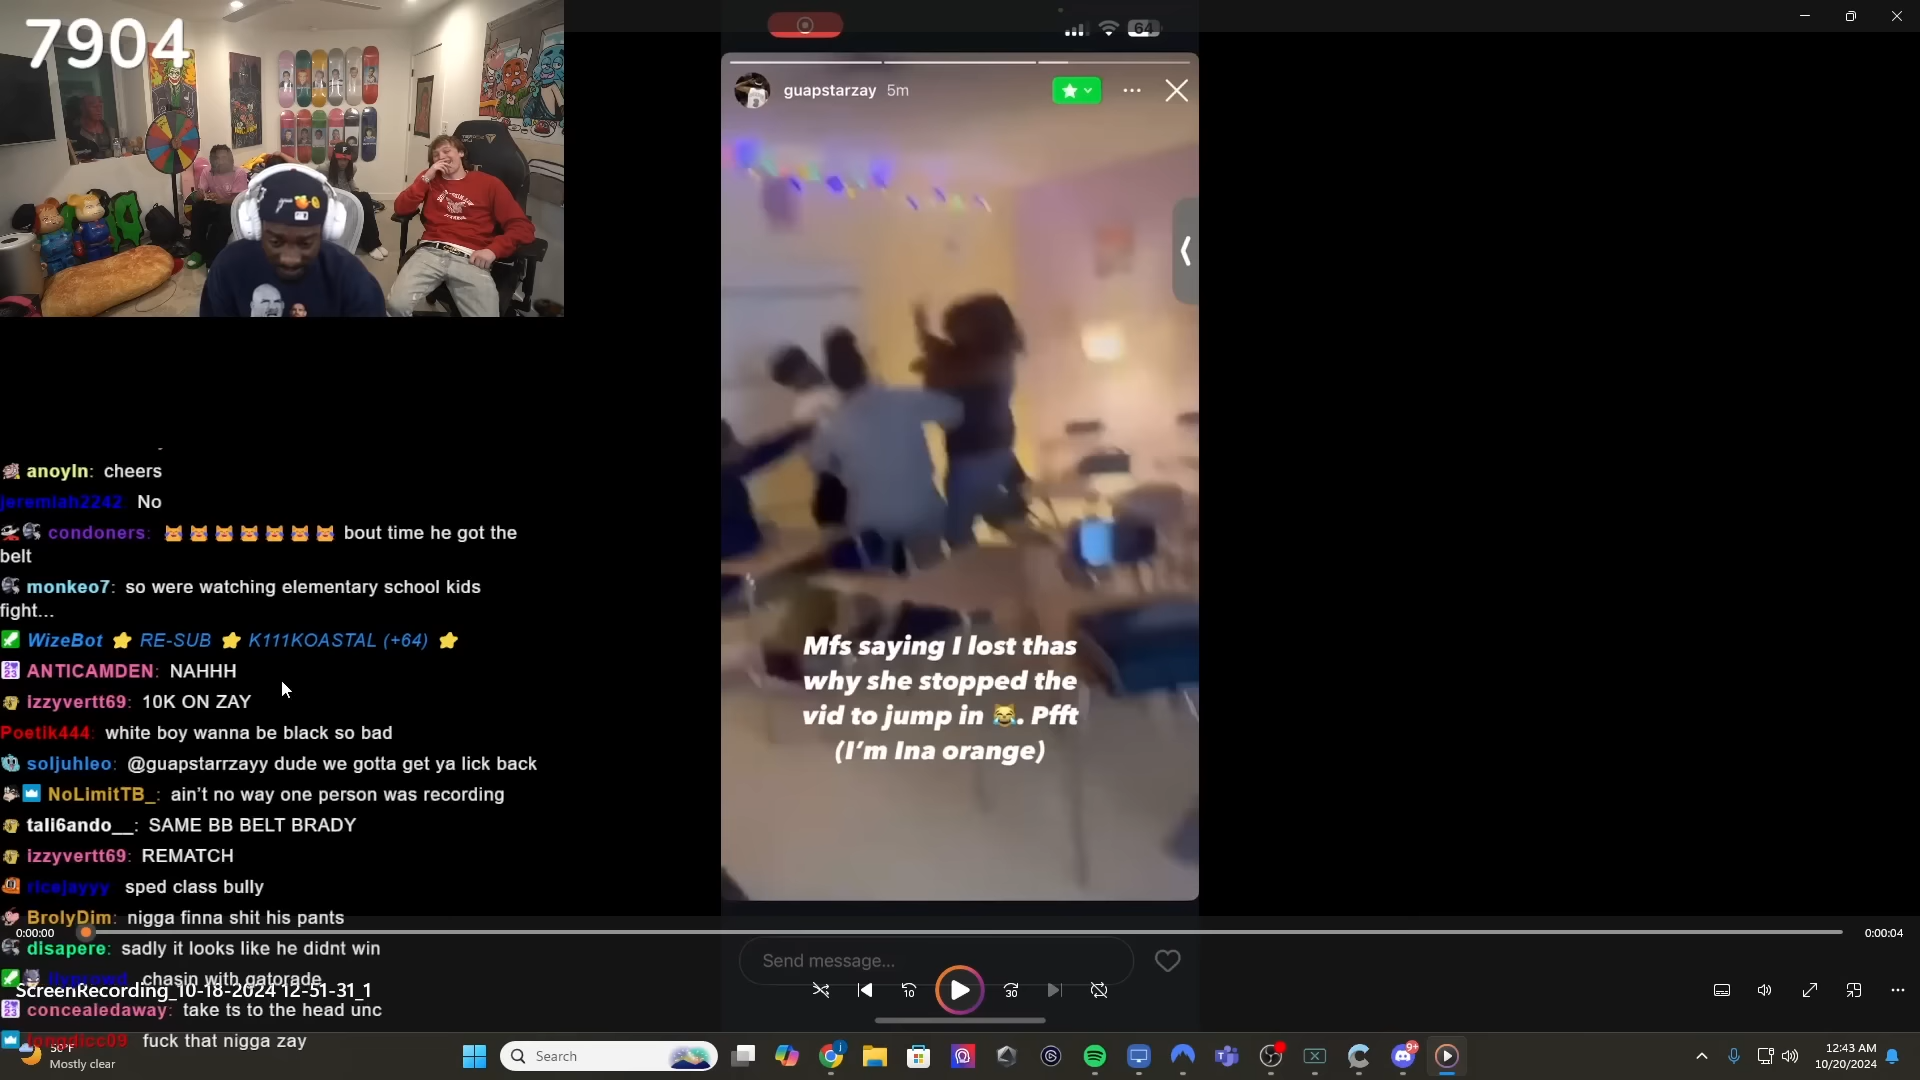 7904
64
guapstarzay 5m
Mfs saying I lost thas
why she stopped the
vid to jump in 😹. Pfft
(I'm Ina orange)
anoyln: cheers
jeremiah2242: No
condoners: 😹😹😹😹😹😹😹 bout time he got the
belt
monkeo7: so were watching elementary school kids
fight...
WizeBot ⭐ RE-SUB ⭐ K111KOASTAL (+64) ⭐
ANTICAMDEN: NAHHH
izzyvertt69: 10K ON ZAY
Poetik444: white boy wanna be black so bad
soljuhleo: @guapstarrzayy dude we gotta get ya lick back
NoLimitTB_: ain't no way one person was recording
tali6ando__: SAME BB BELT BRADY
izzyvertt69: REMATCH
ricejayyy sped class bully
BrolyDim: nigga finna shit his pants
0:00:00
0:00:04
disapere: sadly it looks like he didnt win
Send message...
chasin with gatorade
ScreenRecording_10-18-2024 12-51-31_1
10
30
concealedaway: take ts to the head unc
fuck that nigga zay
50°F
Mostly clear
Search
9+
12:43 AM
10/20/2024